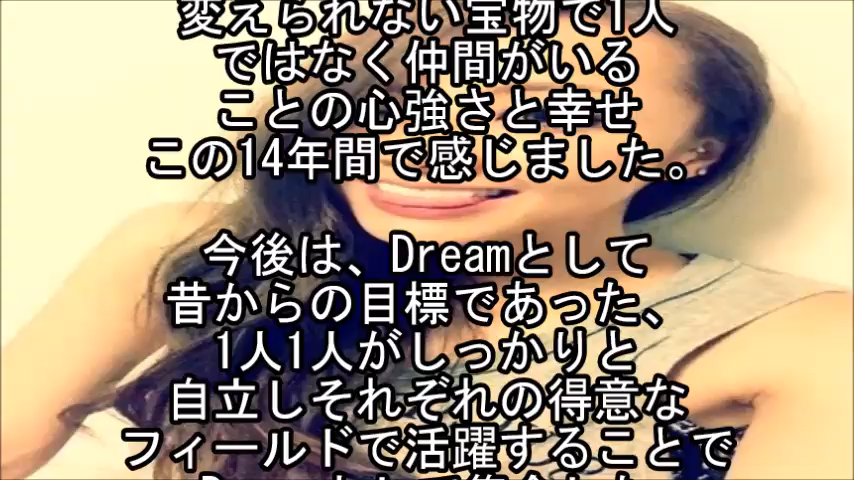 変えられない宝物で1人
ではなく仲間がいる
ことの心強さと幸せ
この14年間で感じました。
今後は、Dreamとして
昔からの目標であった、
1人1人がしっかりと
自立しそれぞれの得意な
フィールドで活躍することで